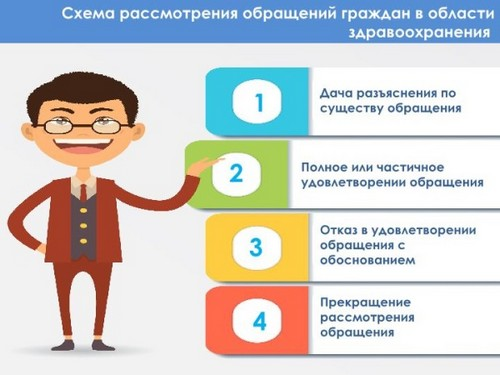 Схема рассмотрения обращений граждан в области
здравоохранения
1
Дача разъяснения по
существу обращения
2
Полное или частичное
удовлетворении обращения
3
Отказ в удовлетворении
обращения с
обоснованием
4
Прекращение
рассмотрения
обращения